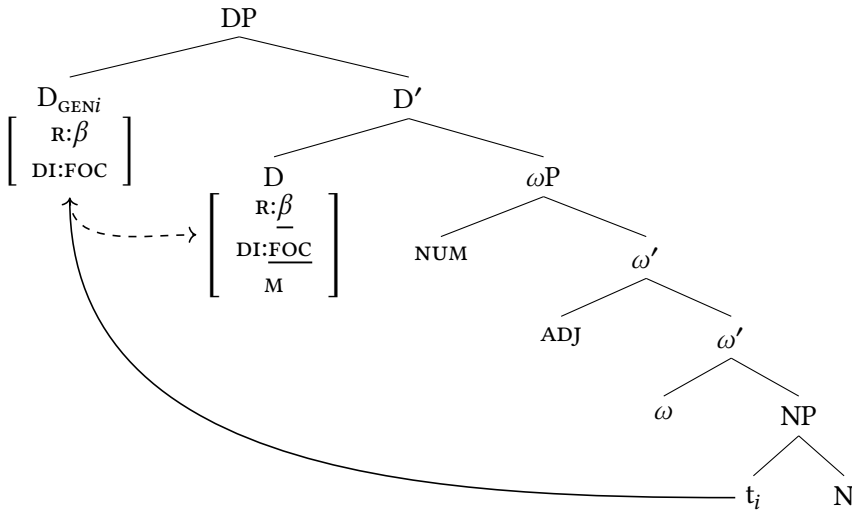 DP
D_GENi D′
[ R:β DI:FOC ]
D ωP
[ R:β DI:FOC M ]
NUM ω′
ADJ ω′
ω NP
t_i N